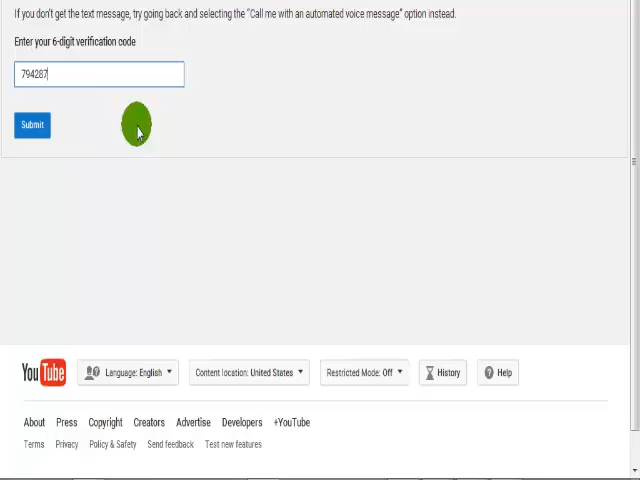 If you don't get the text message, try going back and selecting the "Call me with an automated voice message" option instead.
Enter your 6-digit verification code
794287
Submit
YouTube Language: English Content location: United States Restricted Mode: Off History Help
About Press Copyright Creators Advertise Developers +YouTube
Terms Privacy Policy & Safety Send feedback Test new features